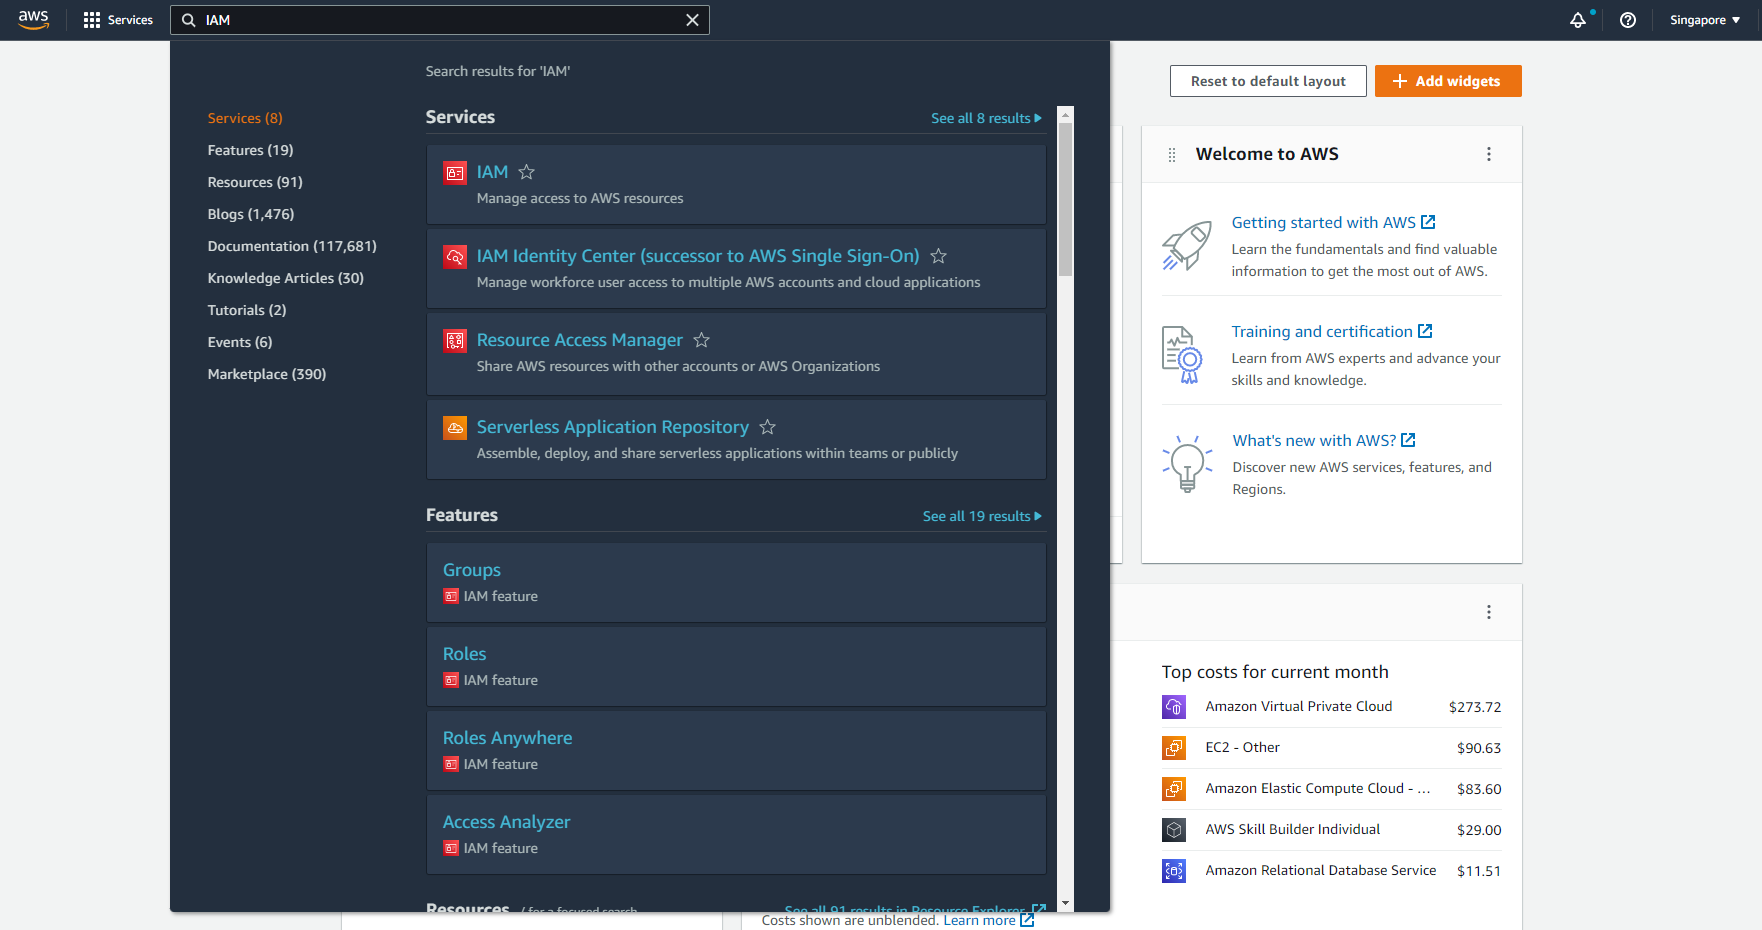 aws
Services
IAM
Singapore
Search results for 'IAM'
Services (8)
Features (19)
Resources (91)
Blogs (1,476)
Documentation (117,681)
Knowledge Articles (30)
Tutorials (2)
Events (6)
Marketplace (390)
Services
See all 8 results
IAM
Manage access to AWS resources
IAM Identity Center (successor to AWS Single Sign-On)
Manage workforce user access to multiple AWS accounts and cloud applications
Resource Access Manager
Share AWS resources with other accounts or AWS Organizations
Serverless Application Repository
Assemble, deploy, and share serverless applications within teams or publicly
Features
See all 19 results
Groups
IAM feature
Roles
IAM feature
Roles Anywhere
IAM feature
Access Analyzer
IAM feature
Resources
/ for a focused search
See all 91 results in Resource Explorer
Costs shown are unblended. Learn more
Reset to default layout
Add widgets
Welcome to AWS
Getting started with AWS
Learn the fundamentals and find valuable
information to get the most out of AWS.
Training and certification
Learn from AWS experts and advance your
skills and knowledge.
What's new with AWS?
Discover new AWS services, features, and
Regions.
Top costs for current month
Amazon Virtual Private Cloud $273.72
EC2 - Other $90.63
Amazon Elastic Compute Cloud - ... $83.60
AWS Skill Builder Individual $29.00
Amazon Relational Database Service $11.51